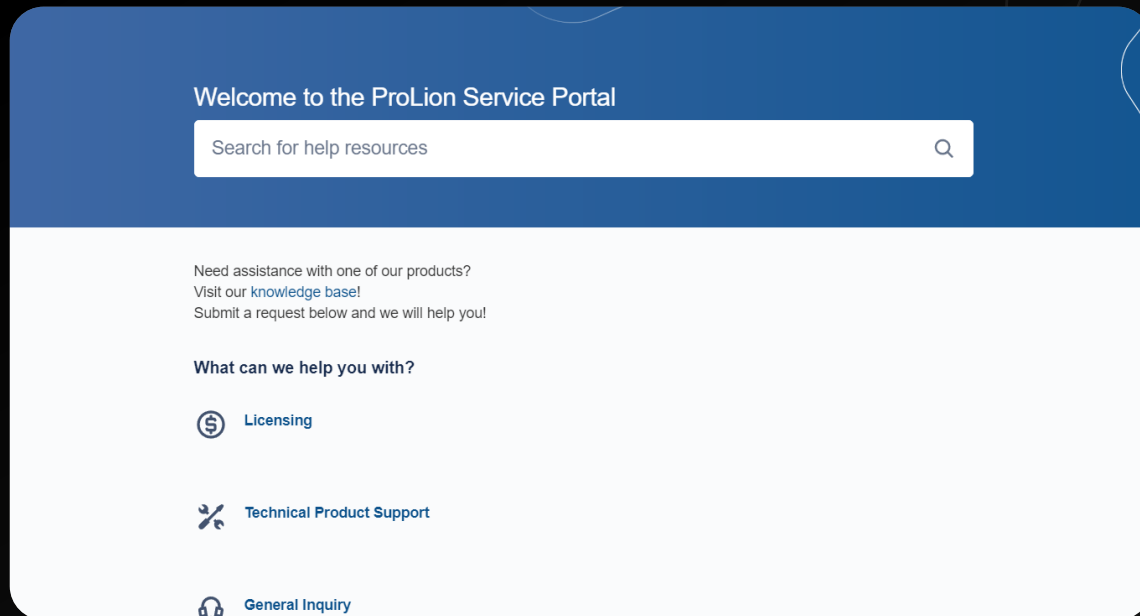 Welcome to the ProLion Service Portal
Search for help resources
Need assistance with one of our products?
Visit our knowledge base!
Submit a request below and we will help you!
What can we help you with?
Licensing
Technical Product Support
General Inquiry